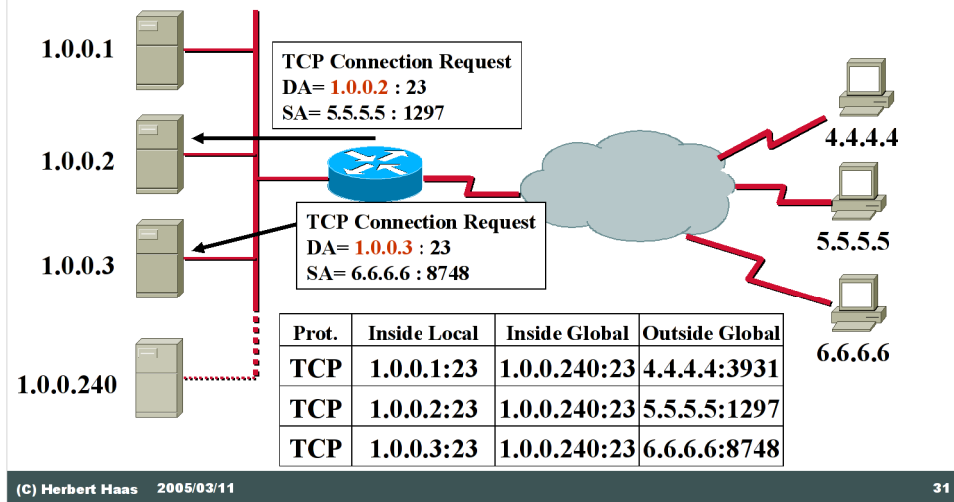 1.0.0.1
TCP Connection Request
DA= 1.0.0.2 : 23
SA= 5.5.5.5 : 1297
4.4.4.4
1.0.0.2
TCP Connection Request
DA= 1.0.0.3 : 23
SA= 6.6.6.6 : 8748
5.5.5.5
1.0.0.3
6.6.6.6
1.0.0.240
Prot. Inside Local Inside Global Outside Global
TCP 1.0.0.1:23 1.0.0.240:23 4.4.4.4:3931
TCP 1.0.0.2:23 1.0.0.240:23 5.5.5.5:1297
TCP 1.0.0.3:23 1.0.0.240:23 6.6.6.6:8748
(C) Herbert Haas 2005/03/11 31